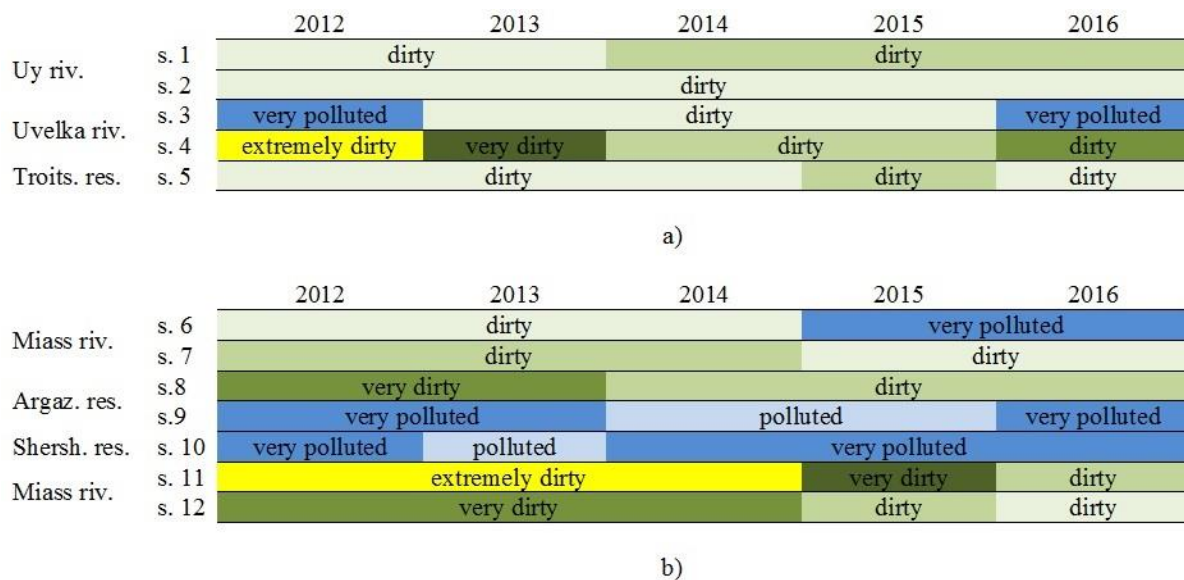 2012 2013 2014 2015 2016
Uy riv. s. 1 dirty dirty
s. 2 dirty
Uvelka riv. s. 3 very polluted dirty very polluted
s. 4 extremely dirty very dirty dirty dirty
Troits. res. s. 5 dirty dirty dirty
a)
2012 2013 2014 2015 2016
Miass riv. s. 6 dirty very polluted
s. 7 dirty dirty
Argaz. res. s.8 very dirty dirty
s.9 very polluted polluted very polluted
Shersh. res. s. 10 very polluted polluted very polluted
Miass riv. s. 11 extremely dirty very dirty dirty
s. 12 very dirty dirty dirty
b)